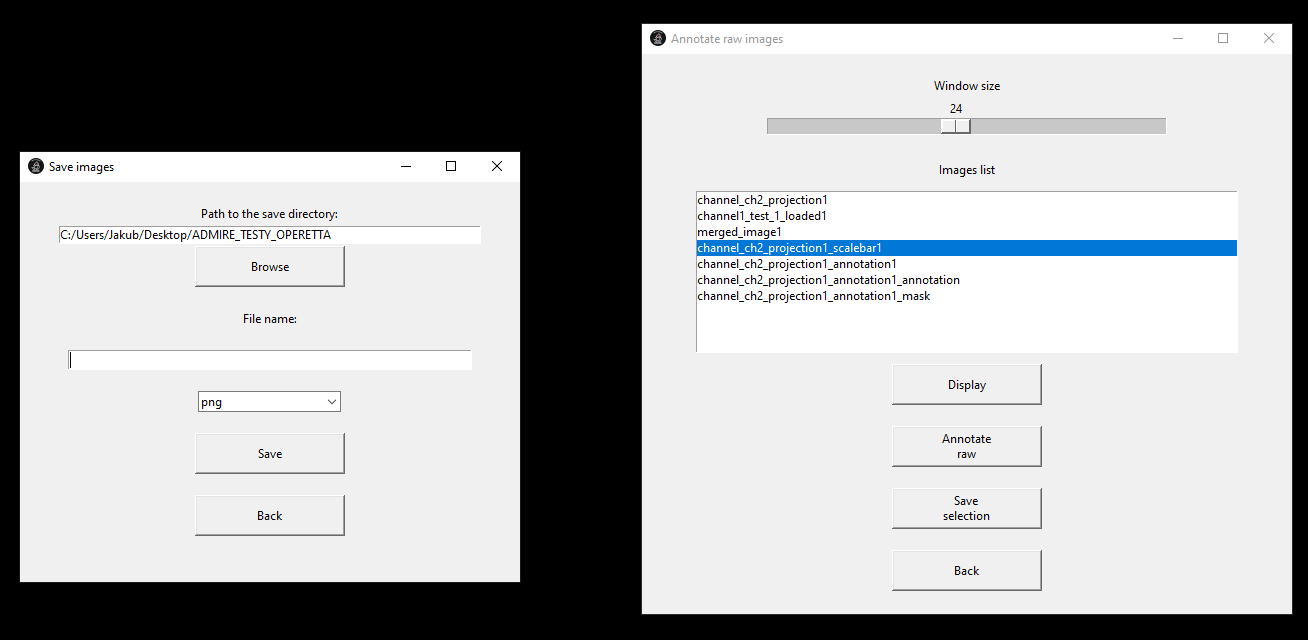 Save images
Path to the save directory:
C:/Users/Jakub/Desktop/ADMIRE_TESTY_OPERETTA
Browse
File name:
png
Save
Back
Annotate raw images
Window size
24
Images list
channel_ch2_projection1
channel1_test_1_loaded1
merged_image1
channel_ch2_projection1_scalebar1
channel_ch2_projection1_annotation1
channel_ch2_projection1_annotation1_annotation
channel_ch2_projection1_annotation1_mask
Display
Annotate
raw
Save
selection
Back